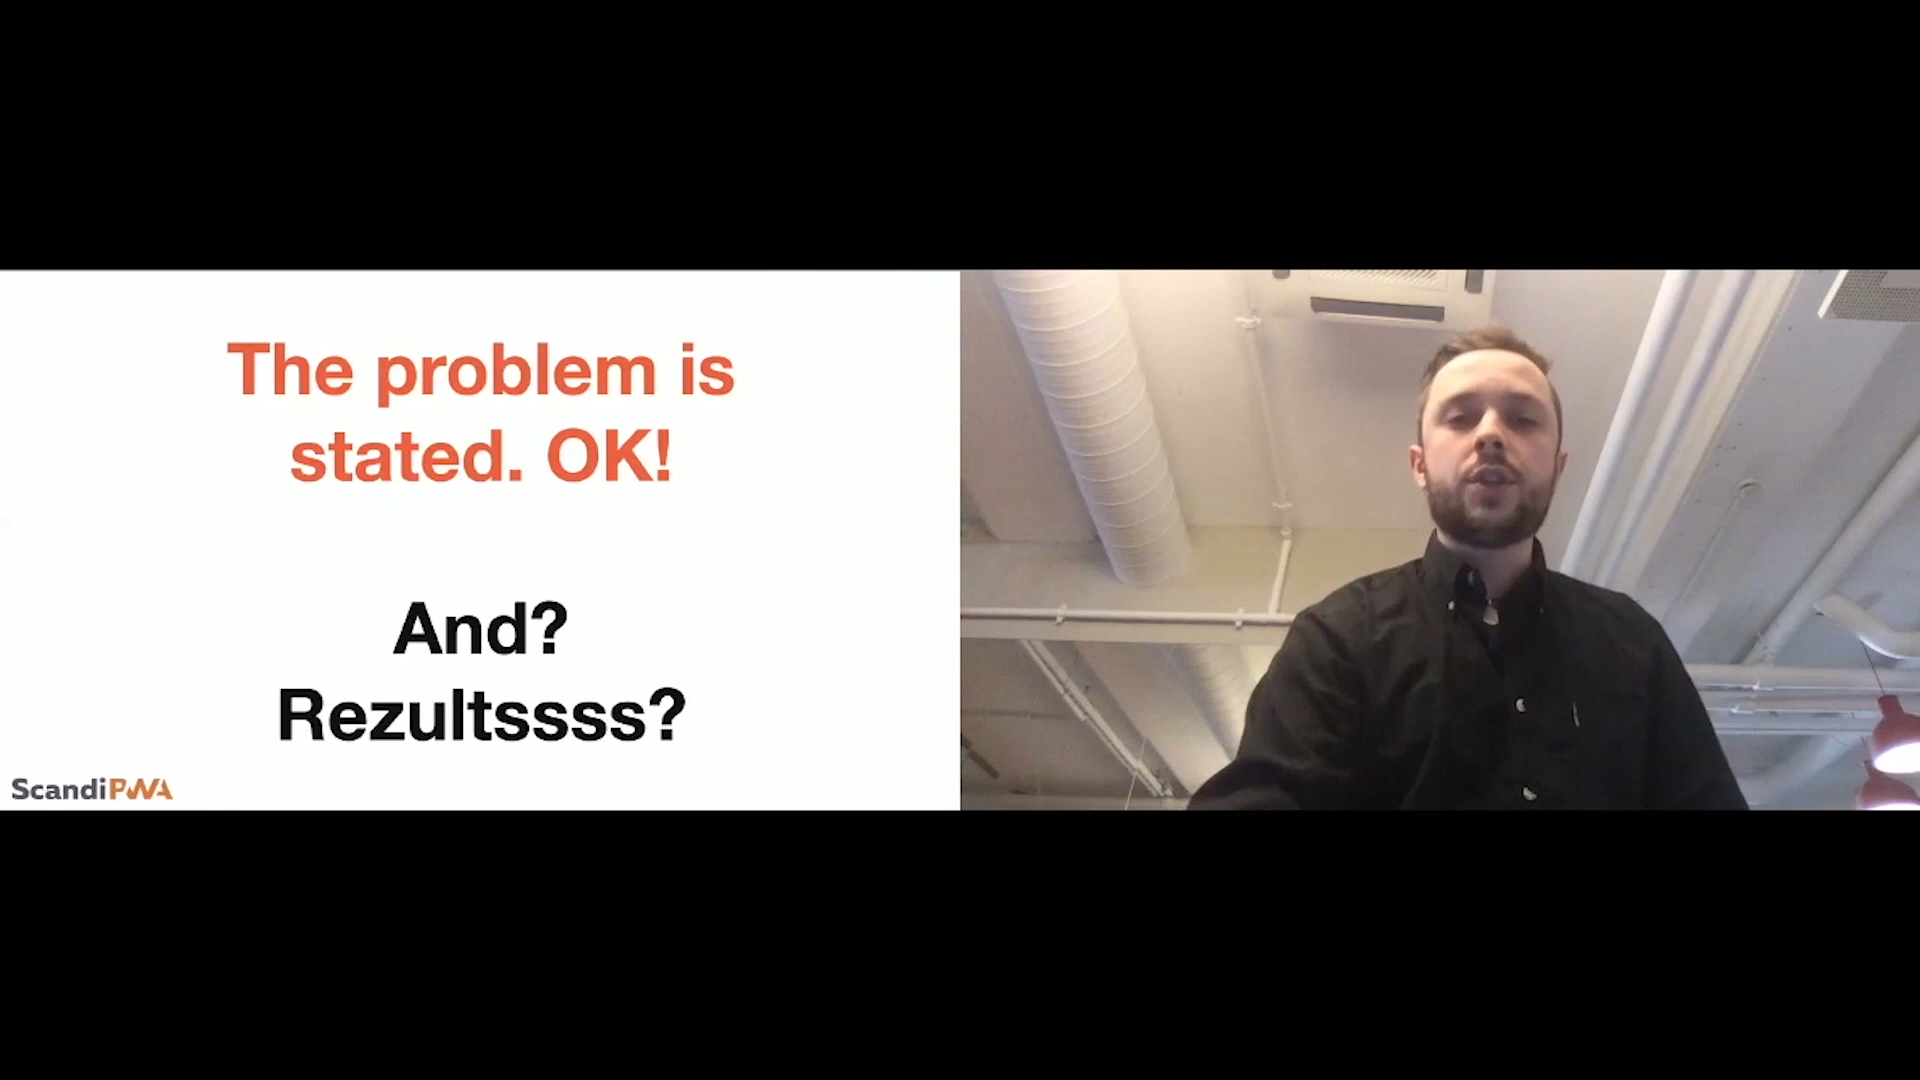 The problem is
stated. OK!
And?
Rezultssss?
ScandiPWA